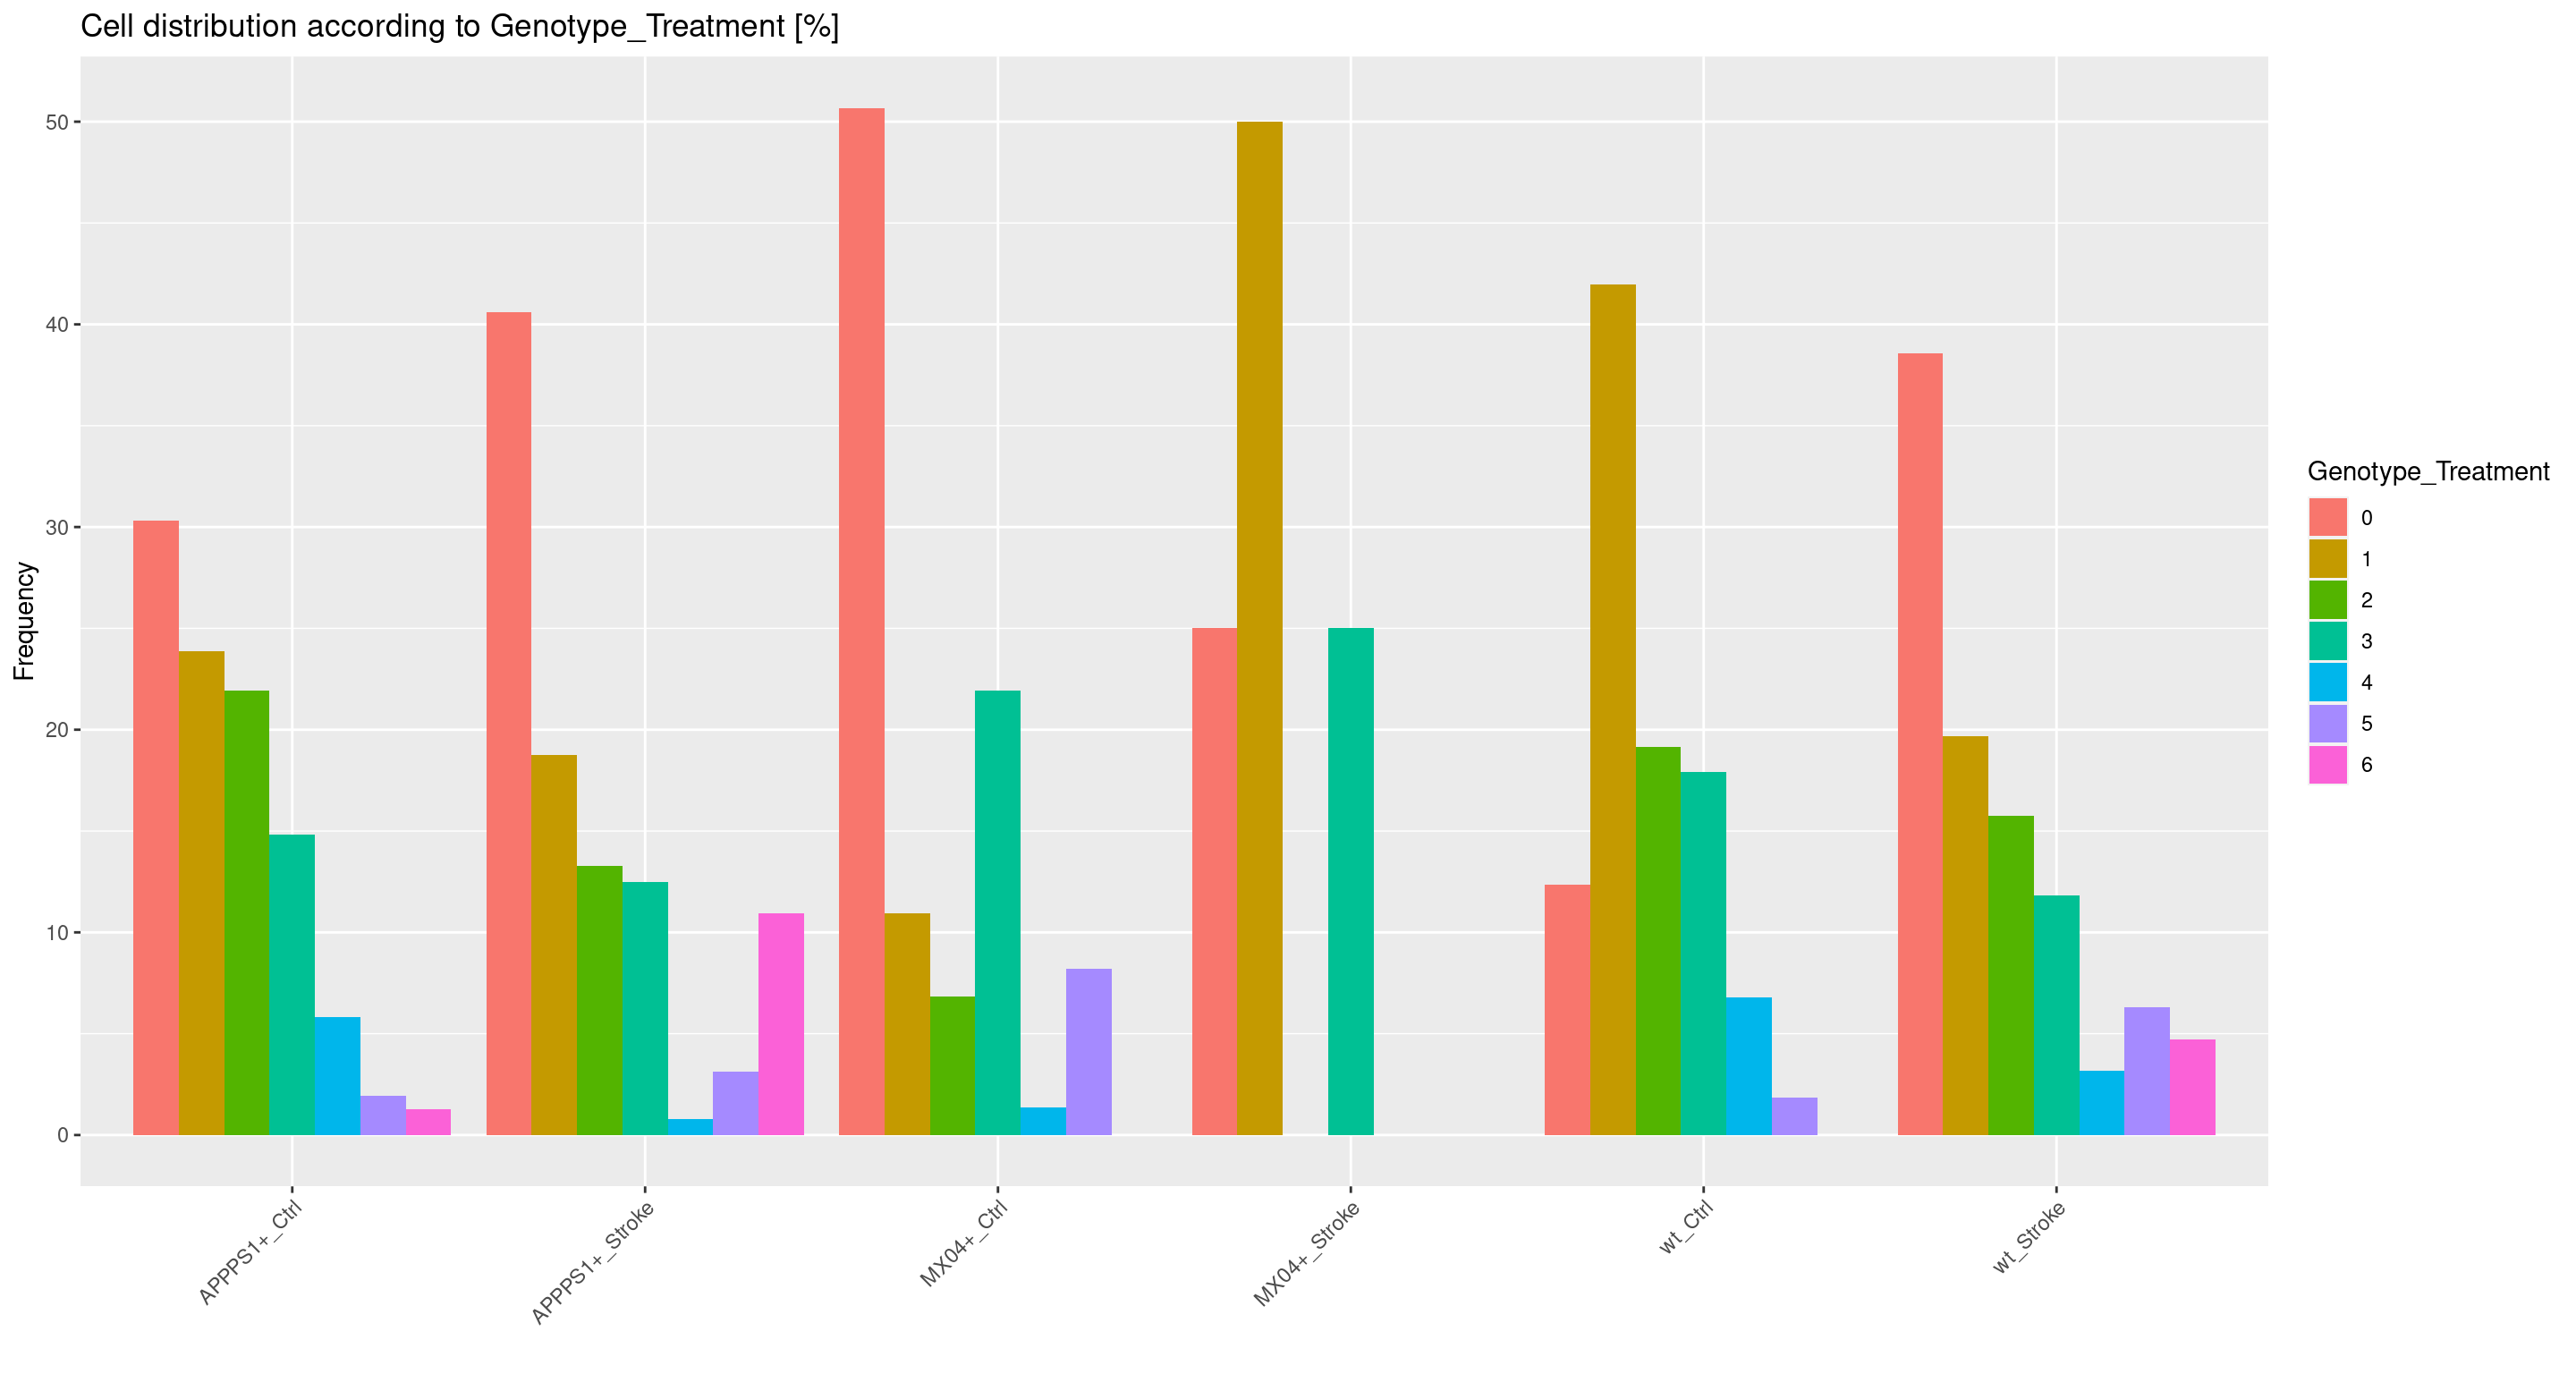 Cell distribution according to Genotype_Treatment [%]
50
40
30
20
10
0
Frequency
APPPS1+_Ctrl
APPPS1+_Stroke
MX04+_Ctrl
MX04+_Stroke
wt_Ctrl
wt_Stroke
Genotype_Treatment
0
1
2
3
4
5
6